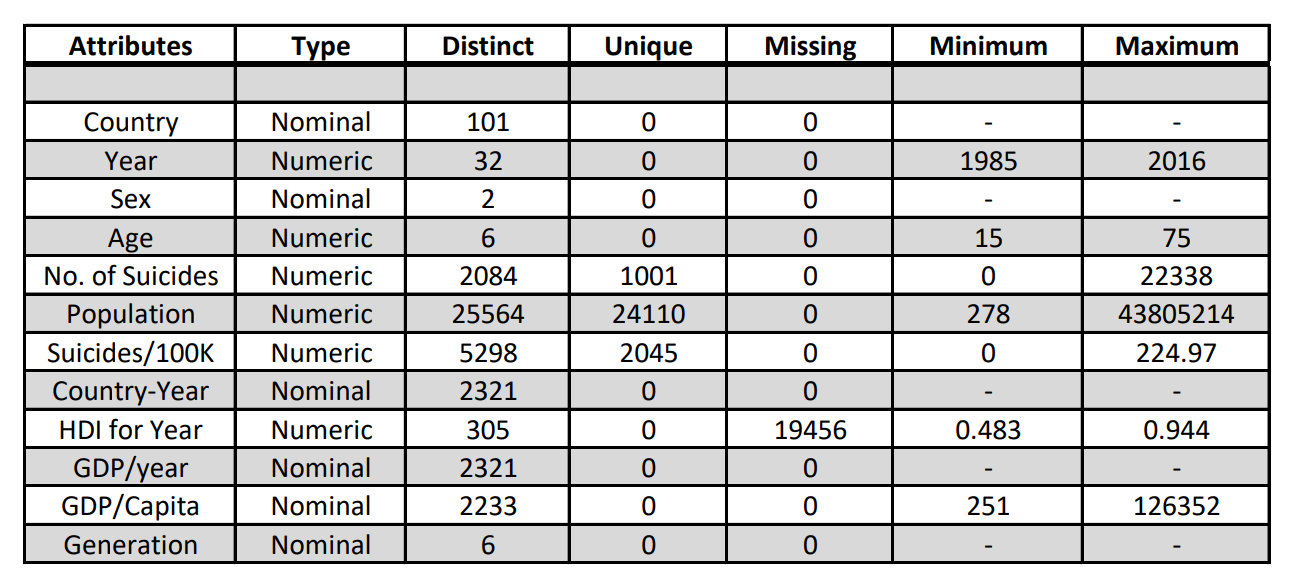 Attributes Type Distinct Unique Missing Minimum Maximum
Country Nominal 101 0 0 - -
Year Numeric 32 0 0 1985 2016
Sex Nominal 2 0 0 - -
Age Numeric 6 0 0 15 75
No. of Suicides Numeric 2084 1001 0 0 22338
Population Numeric 25564 24110 0 278 43805214
Suicides/100K Numeric 5298 2045 0 0 224.97
Country-Year Nominal 2321 0 0 - -
HDI for Year Numeric 305 0 19456 0.483 0.944
GDP/year Nominal 2321 0 0 - -
GDP/Capita Nominal 2233 0 0 251 126352
Generation Nominal 6 0 0 - -